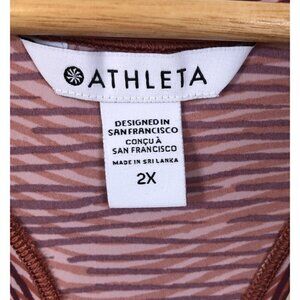 ATHLETA
DESIGNED IN
SAN FRANCISCO
CONÇU À
SAN FRANCISCO
MADE IN SRI LANKA
2X